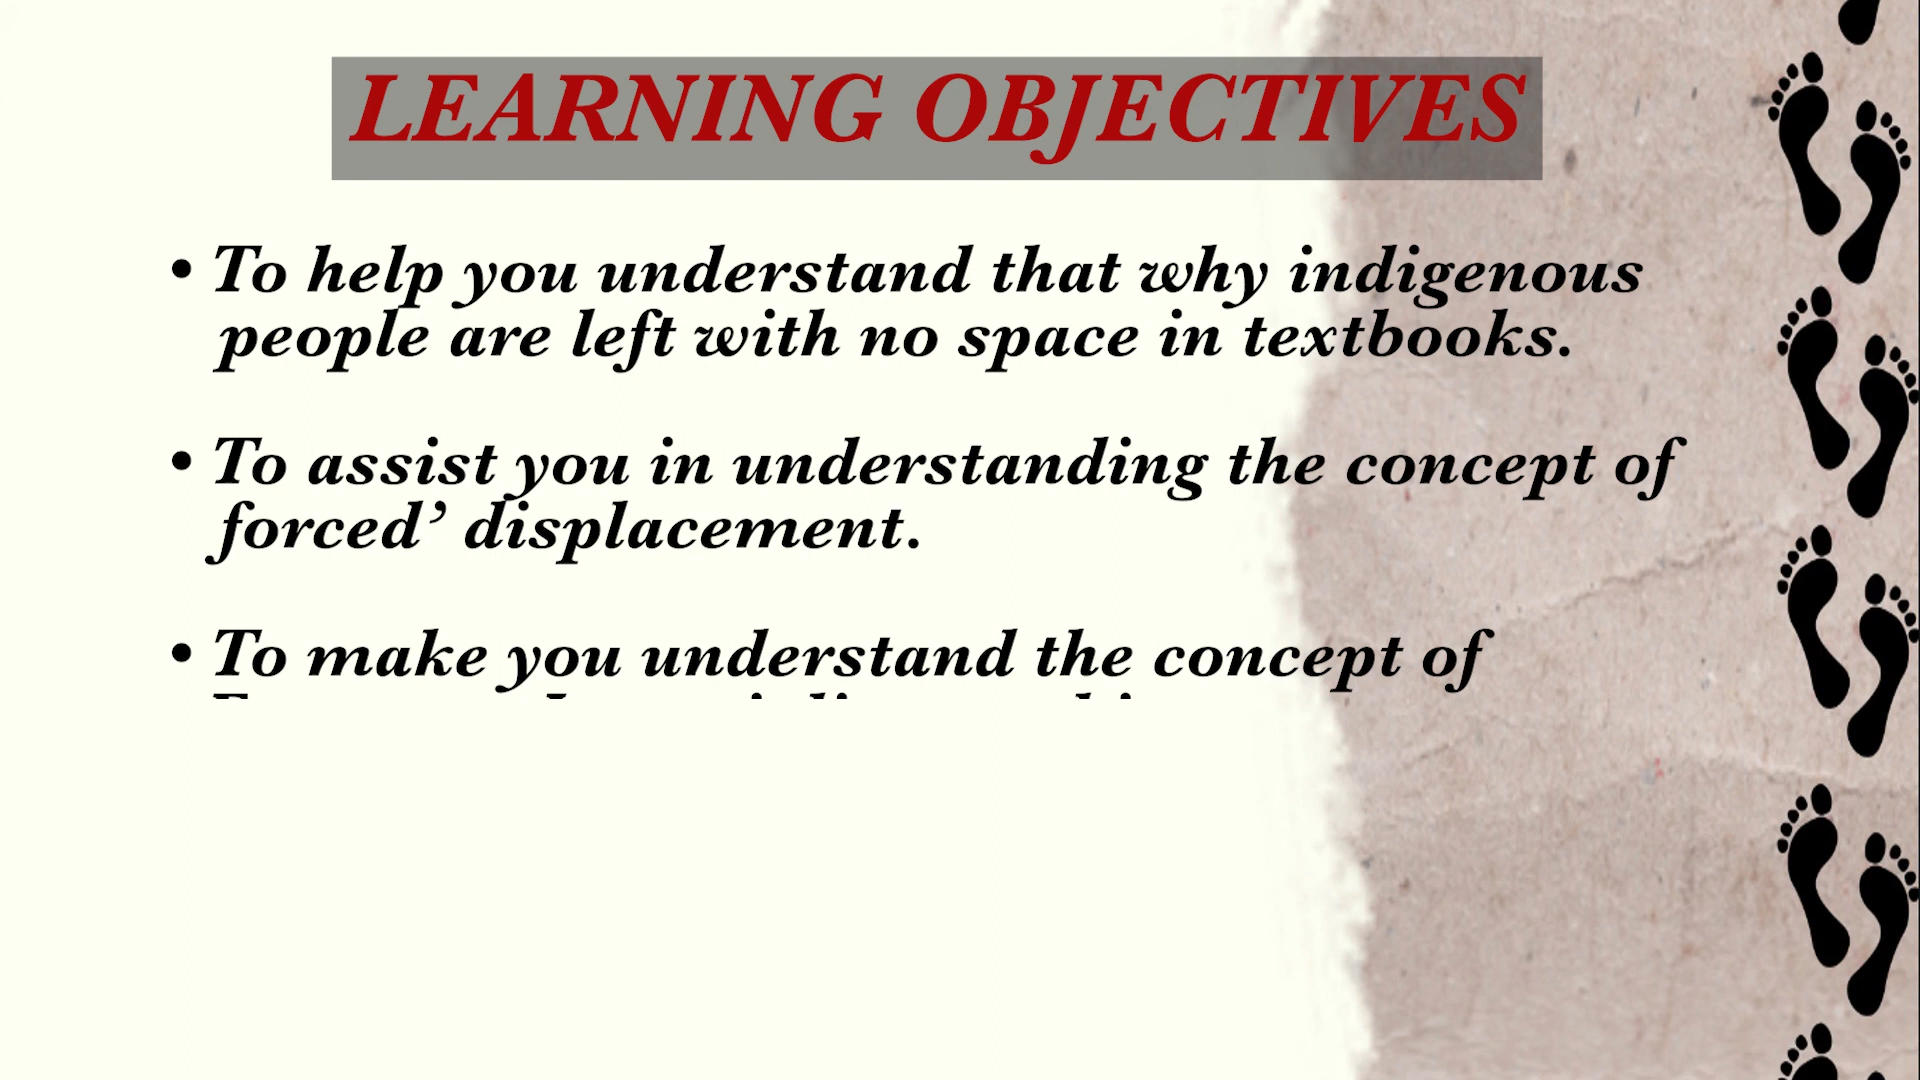 LEARNING OBJECTIVES
• To help you understand that why indigenous
people are left with no space in textbooks.
• To assist you in understanding the concept of
forced’ displacement.
• To make you understand the concept of